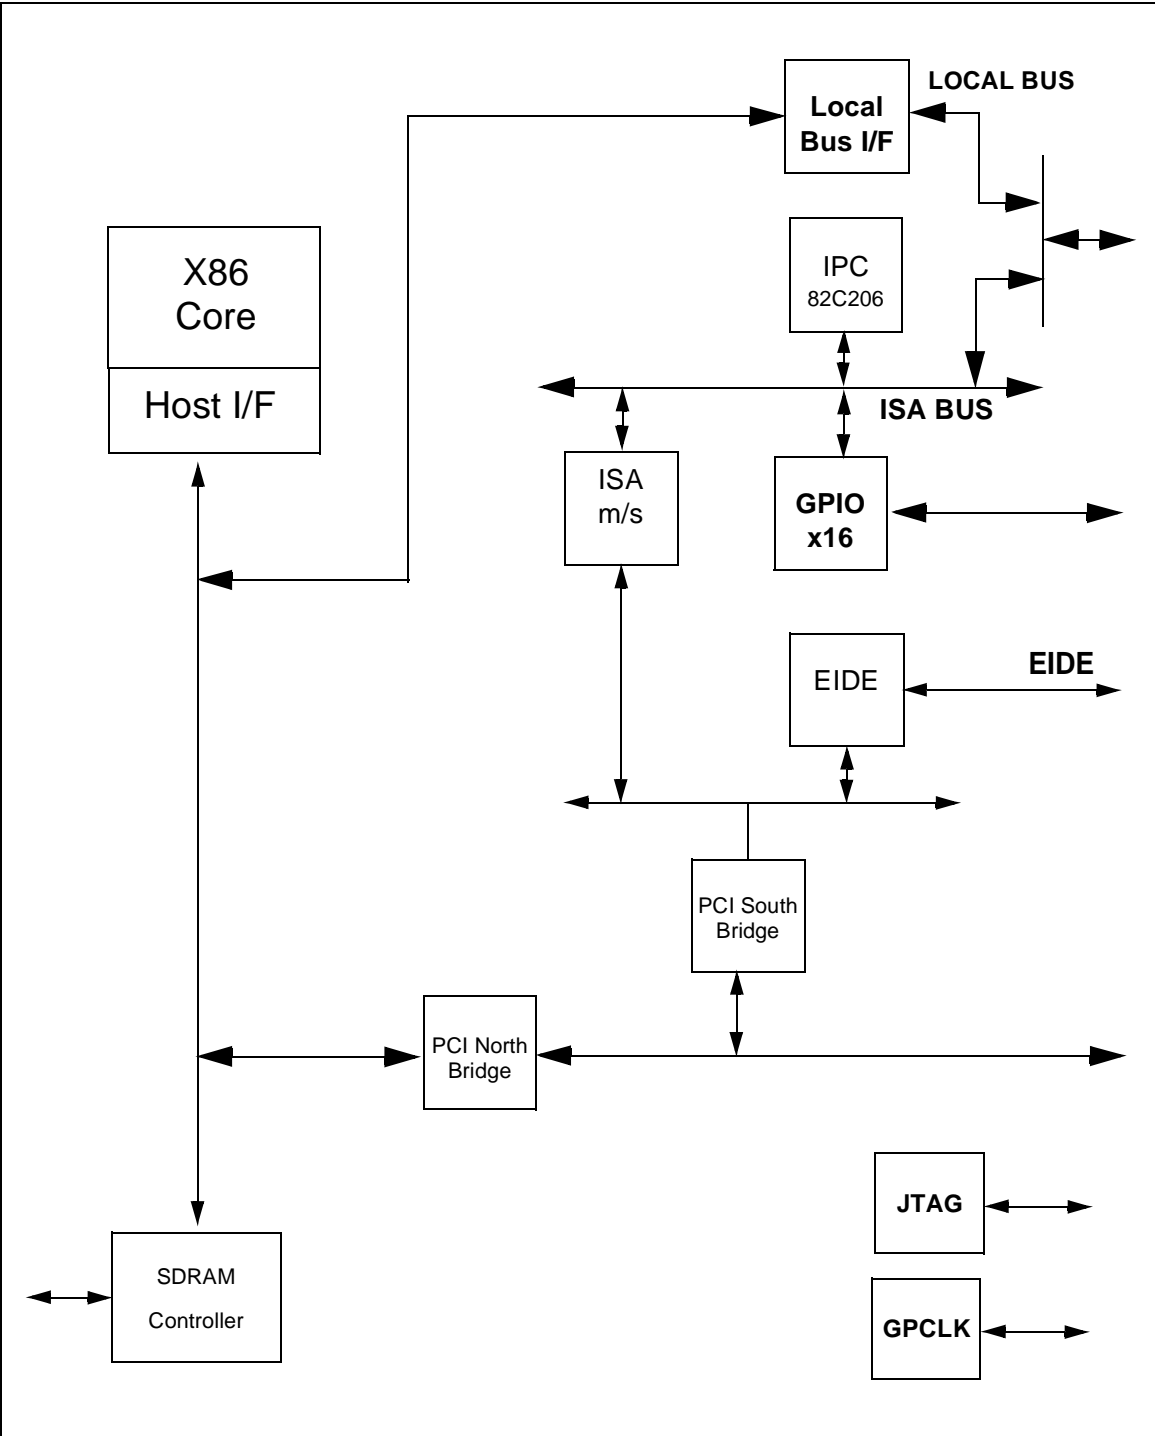 LOCAL BUS
Local
Bus I/F
X86
Core
Host I/F
IPC
82C206
ISA BUS
ISA
m/s
GPIO
x16
EIDE
EIDE
PCI South
Bridge
PCI North
Bridge
JTAG
SDRAM
Controller
GPCLK